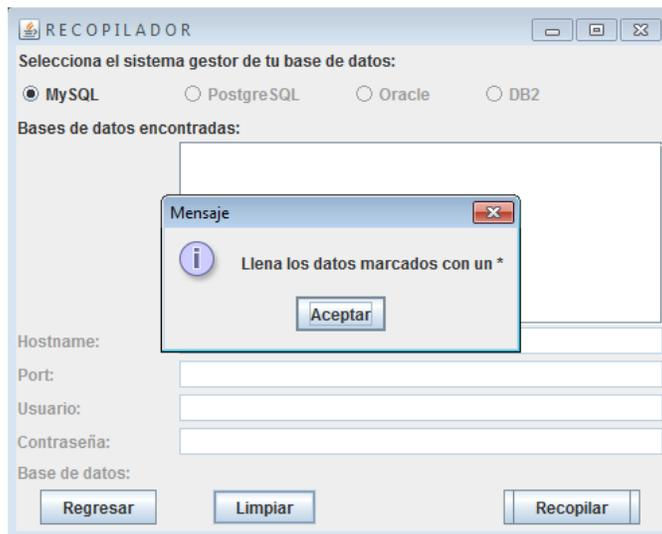 RECOPILADOR
Selecciona el sistema gestor de tu base de datos:
MySQL PostgreSQL Oracle DB2
Bases de datos encontradas:
Mensaje
i
Llena los datos marcados con un *
Aceptar
Hostname:
Port:
Usuario:
Contraseña:
Base de datos:
Regresar Limpiar Recopilar